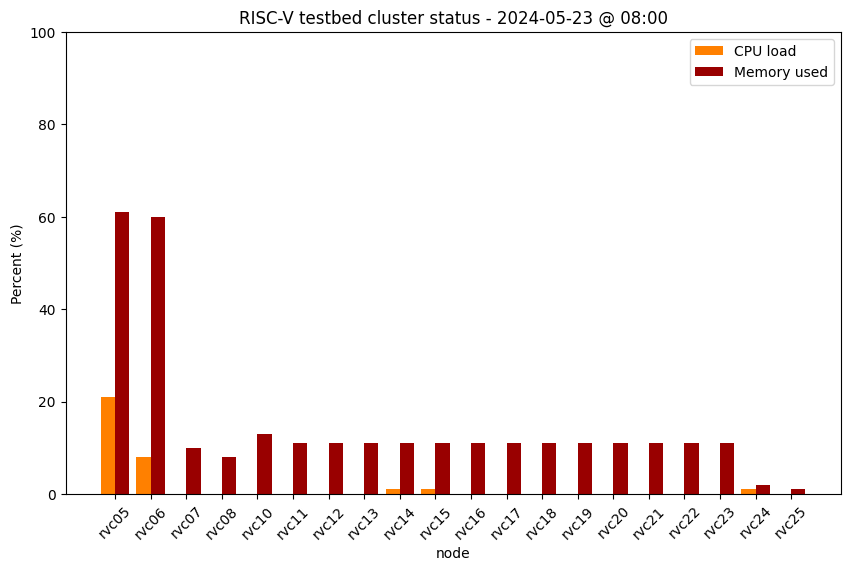 RISC-V testbed cluster status - 2024-05-23 @ 08:00
CPU load
Memory used
Percent (%)
100
80
60
40
20
0
rvc05 rvc06 rvc07 rvc08 rvc10 rvc11 rvc12 rvc13 rvc14 rvc15 rvc16 rvc17 rvc18 rvc19 rvc20 rvc21 rvc22 rvc23 rvc24 rvc25
node